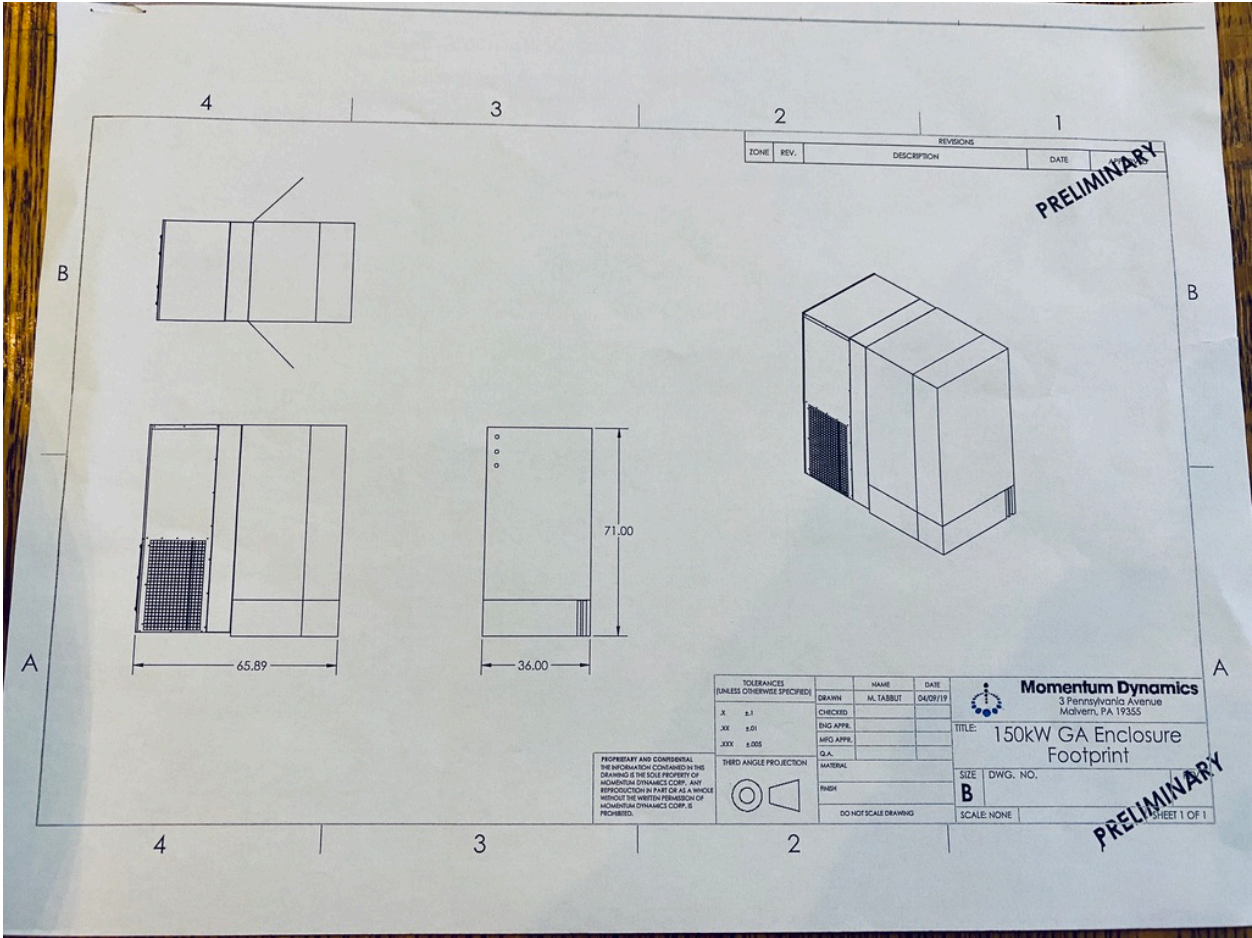 4
3
2
1
REVISIONS
ZONE
REV.
DESCRIPTION
DATE
PRELIMINARY
B
B
71.00
65.89
36.00
A
A
TOLERANCES
(UNLESS OTHERWISE SPECIFIED)
.X ±.1
.XX ±.01
.XXX ±.005
THIRD ANGLE PROJECTION
NAME
DATE
DRAWN
M. TABBUT
04/09/19
CHECKED
ENG APPR.
MFG APPR.
Q.A.
MATERIAL
FINISH
DO NOT SCALE DRAWING
Momentum Dynamics
3 Pennsylvania Avenue
Malvern, PA 19355
TITLE:
150kW GA Enclosure
Footprint
SIZE
B
DWG. NO.
SCALE: NONE
SHEET 1 OF 1
PRELIMINARY
PROPRIETARY AND CONFIDENTIAL
THE INFORMATION CONTAINED IN THIS
DRAWING IS THE SOLE PROPERTY OF
MOMENTUM DYNAMICS CORP. ANY
REPRODUCTION IN PART OR AS A WHOLE
WITHOUT THE WRITTEN PERMISSION OF
MOMENTUM DYNAMICS CORP. IS
PROHIBITED.
4
3
2